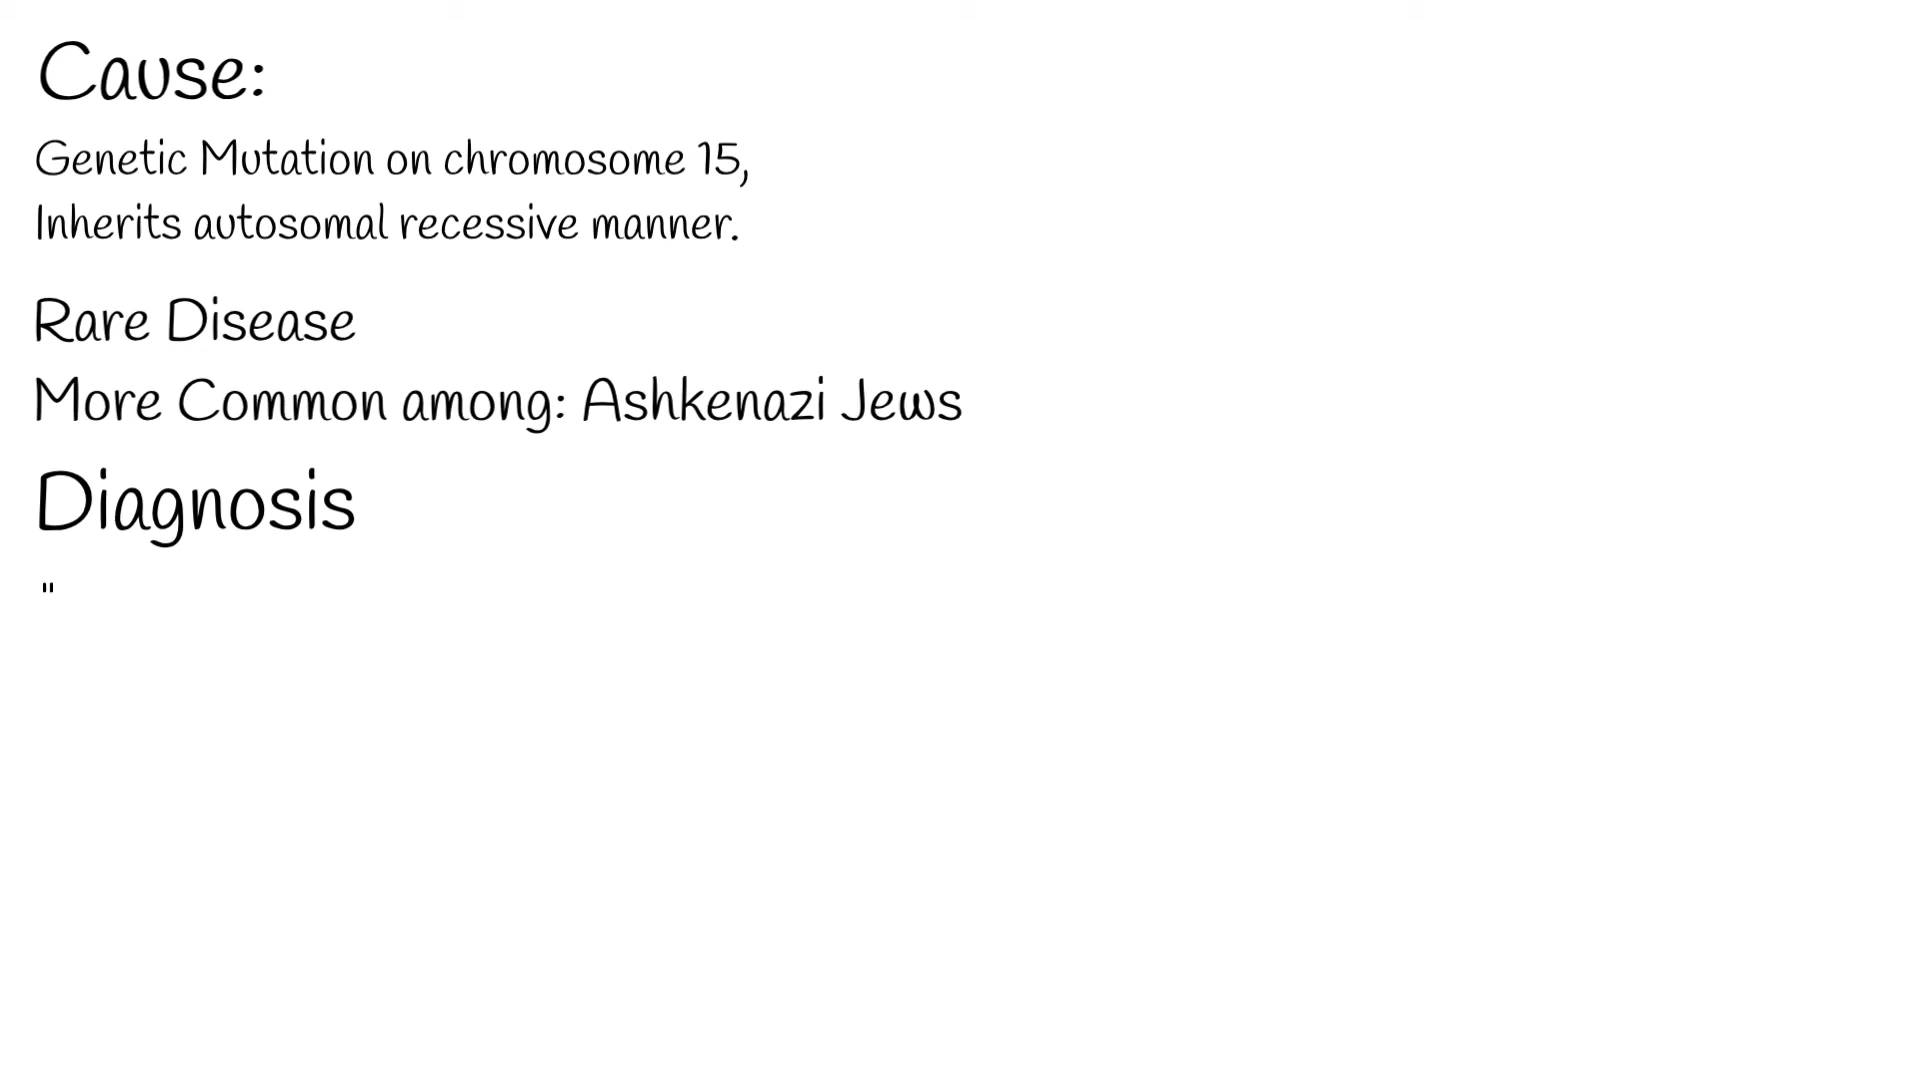 Cause:
Genetic Mutation on chromosome 15,
Inherits autosomal recessive manner.
Rare Disease
More Common among: Ashkenazi Jews
Diagnosis
"